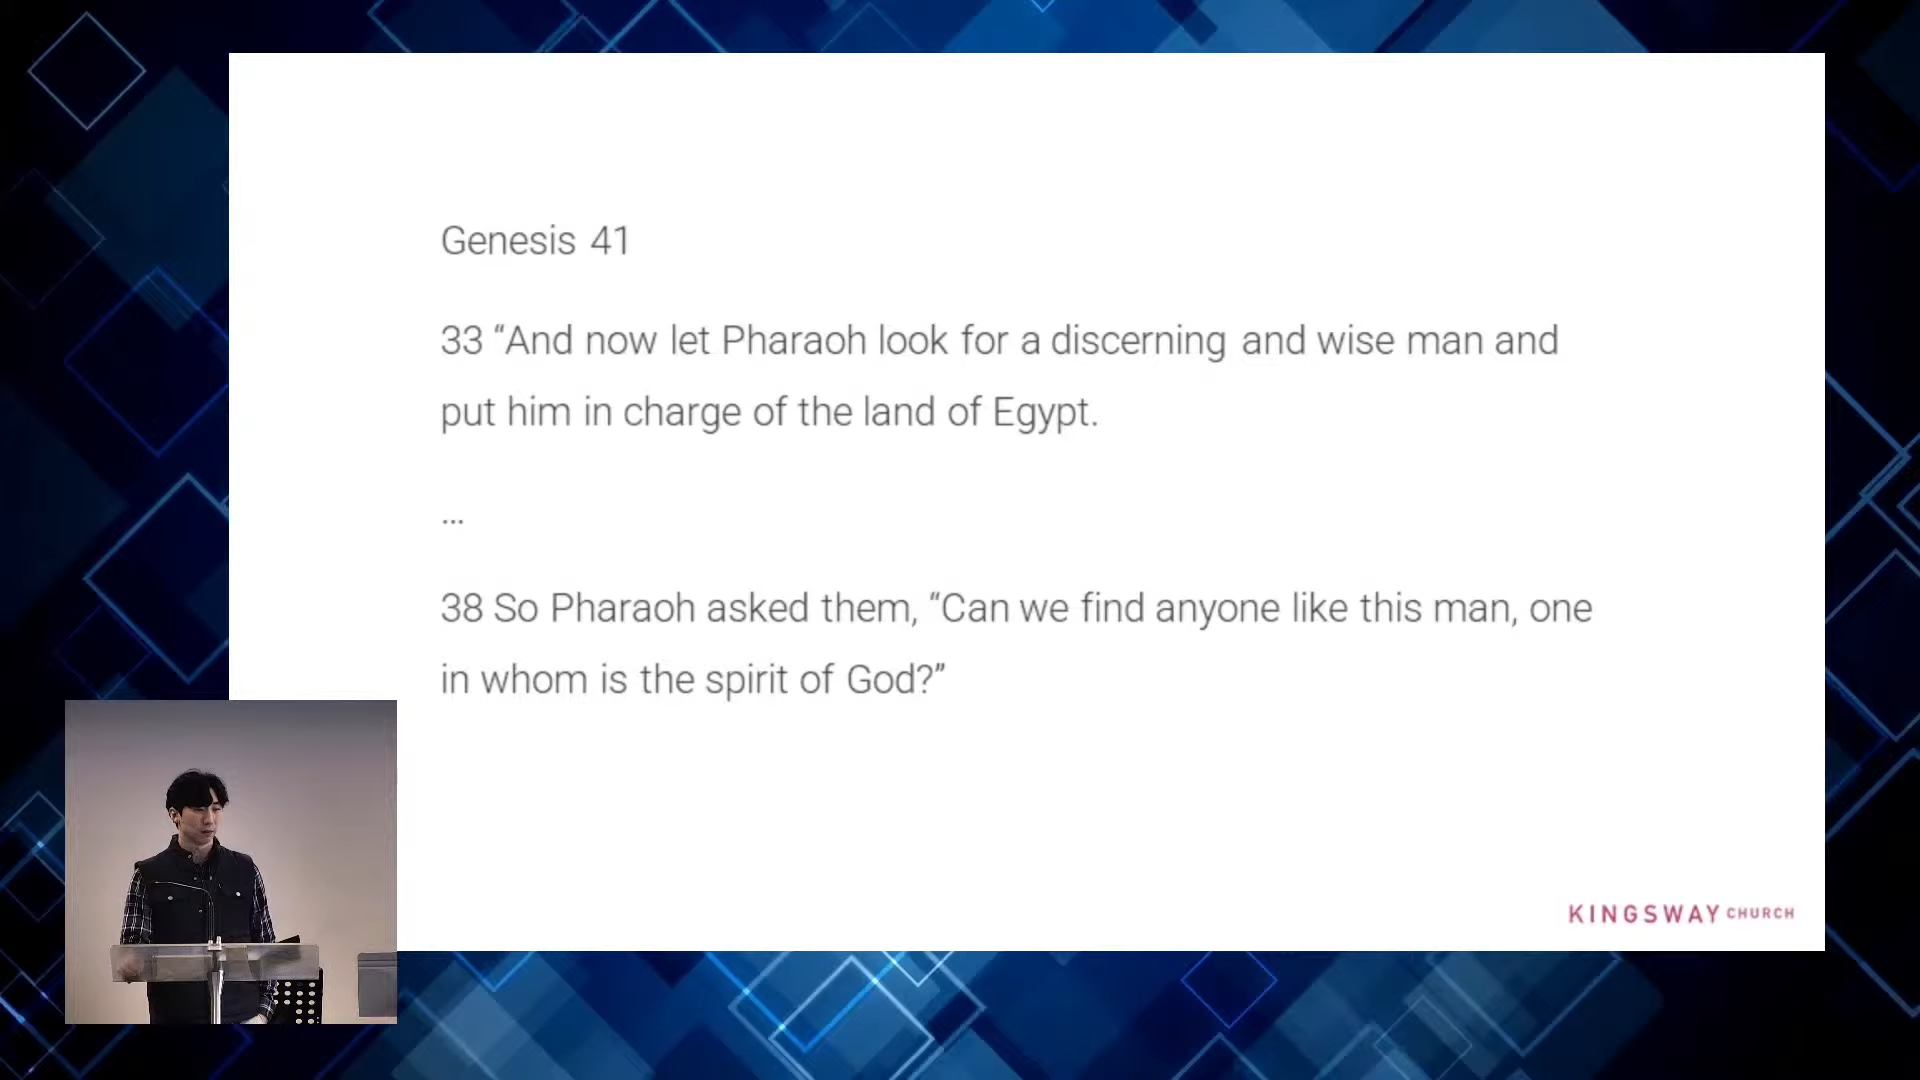 Genesis 41
33 “And now let Pharaoh look for a discerning and wise man and
put him in charge of the land of Egypt.
...
38 So Pharaoh asked them, “Can we find anyone like this man, one
in whom is the spirit of God?”
KINGSWAY CHURCH